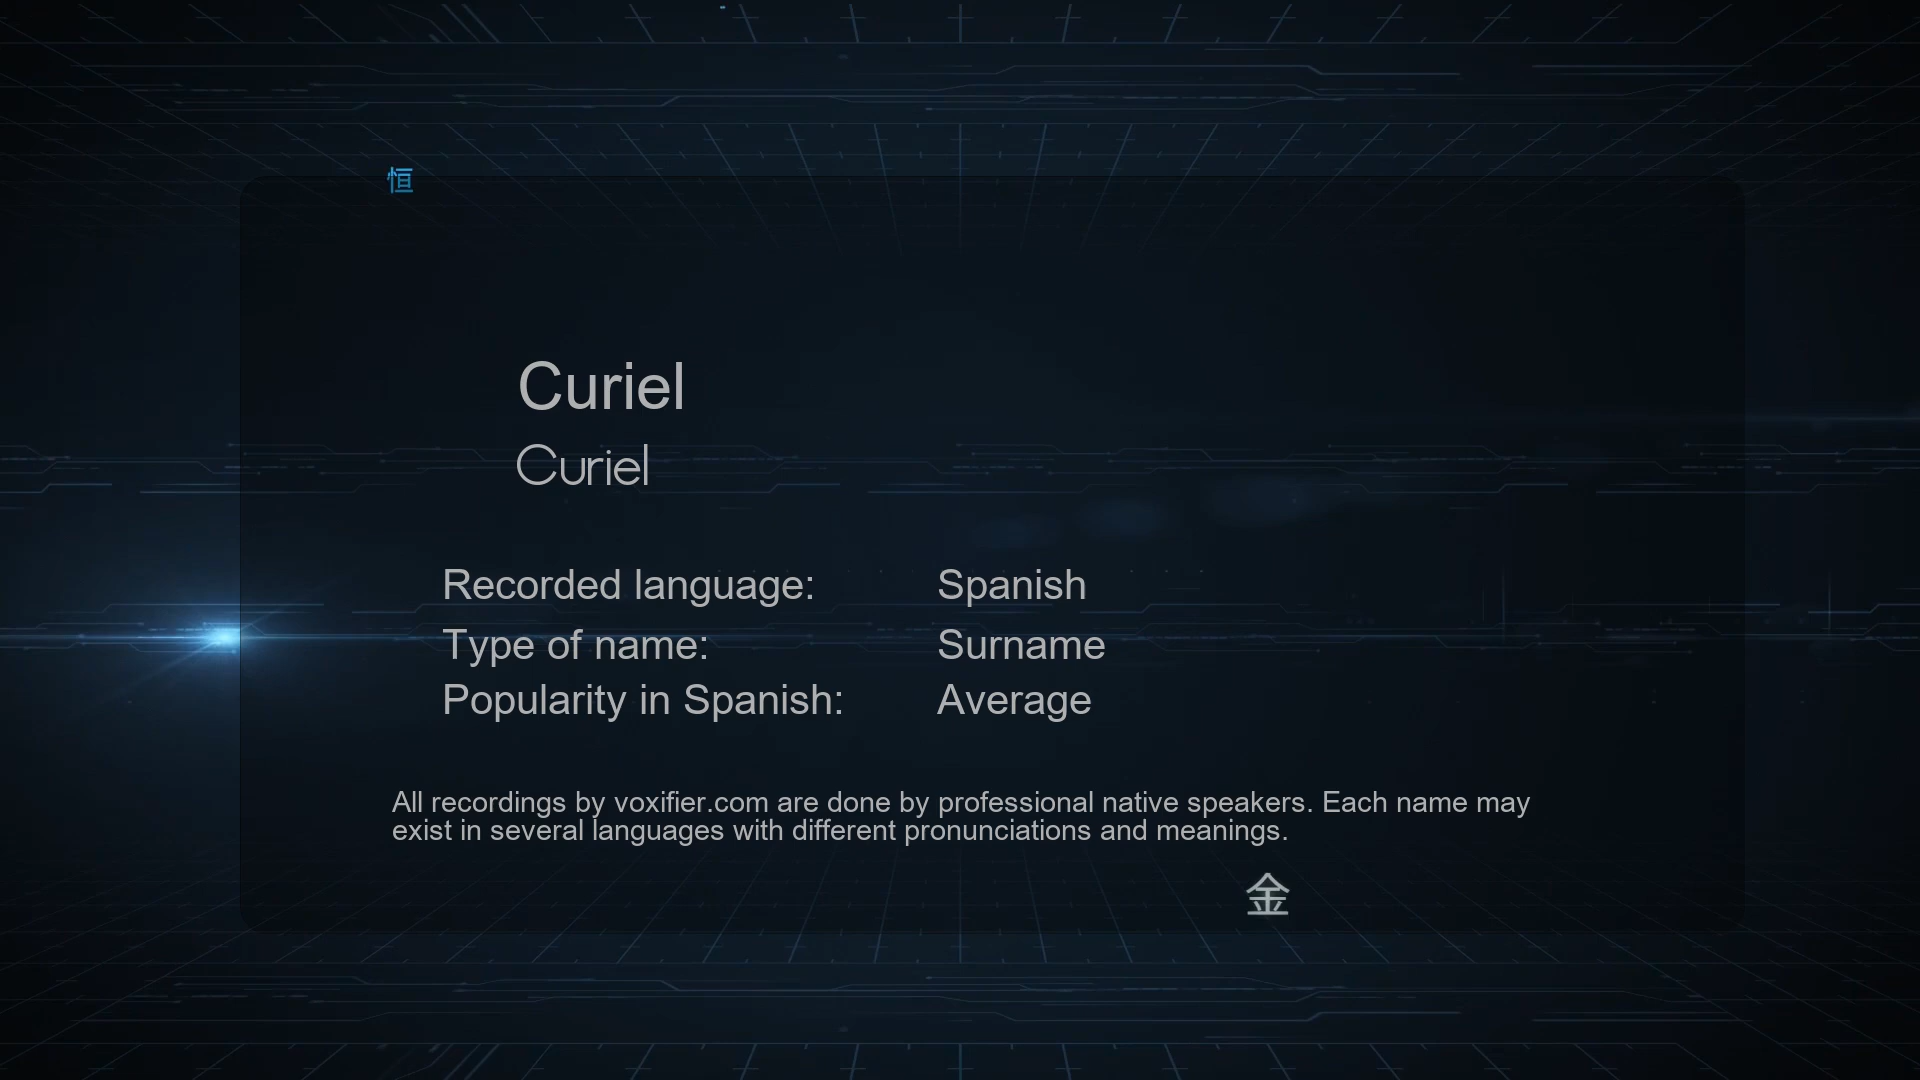 恒
Curiel
Curiel
Recorded language: Spanish
Type of name: Surname
Popularity in Spanish: Average
All recordings by voxifier.com are done by professional native speakers. Each name may
exist in several languages with different pronunciations and meanings.
金